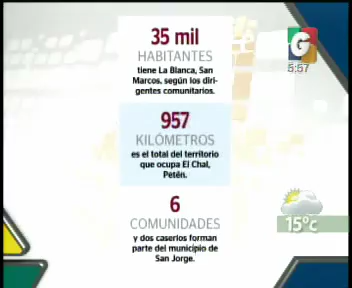 35 mil
HABITANTES
tiene La Blanca, San
Marcos, según los diri-
gentes comunitarios.
957
KILÓMETROS
es el total del territorio
que ocupa El Chal,
Petén.
6
COMUNIDADES
y dos caseríos forman
parte del municipio de
San Jorge.
G
5:57
15°c